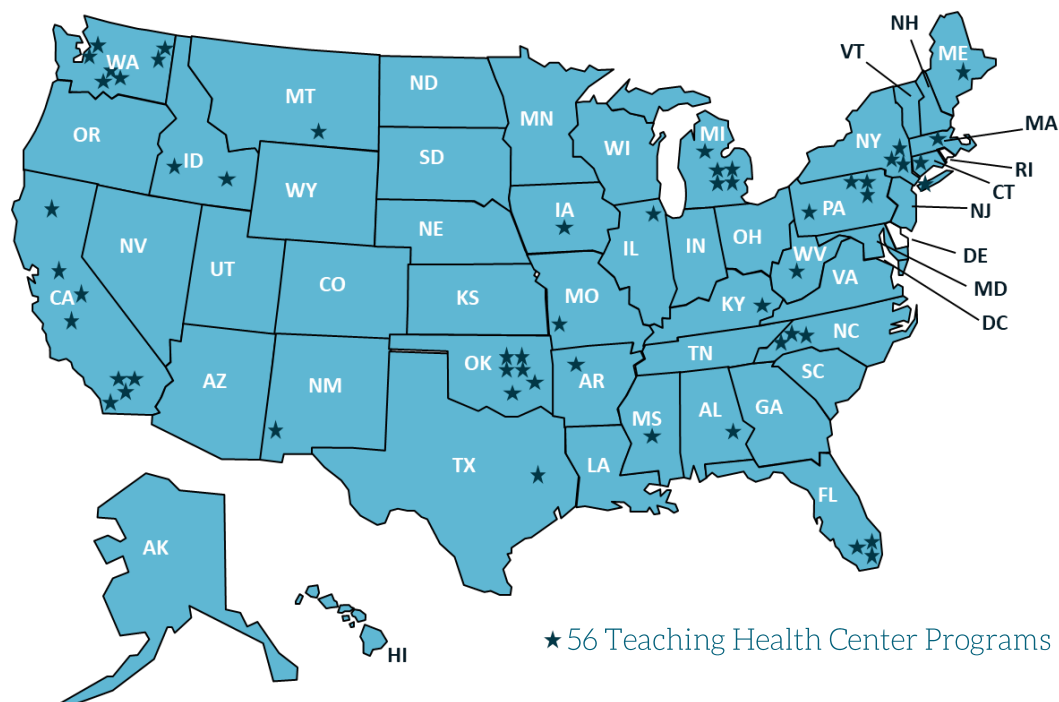 NH
VT
ME
WA
MT
ND
MN
MA
OR
MI
NY
WI
ID
SD
RI
WY
CT
IA
PA
NJ
NE
OH
NV
IL
IN
WV
DE
UT
CO
VA
MD
CA
KS
MO
KY
DC
NC
TN
OK
SC
AZ
NM
AR
GA
AL
MS
TX
LA
FL
AK
56 Teaching Health Center Programs
HI